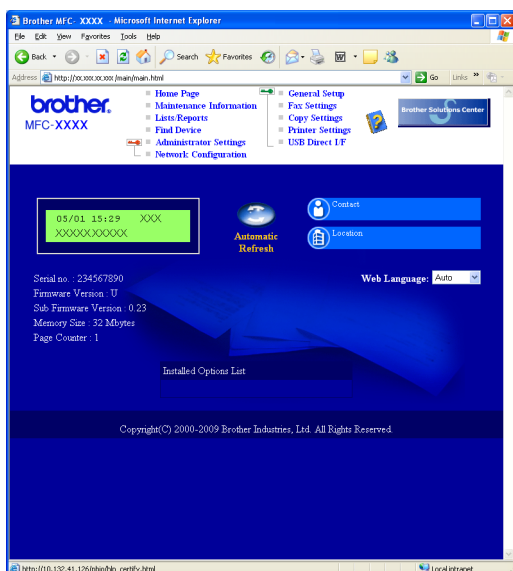 Brother MFC- XXXX - Microsoft Internet Explorer
File Edit View Favorites Tools Help
Back Search Favorites
Address http://xx.xxx.xx.xxx /main/main.html Go Links »
brother.
MFC-XXXX
Home Page
Maintenance Information
Lists/Reports
Find Device
Administrator Settings
Network Configuration
General Setup
Fax Settings
Copy Settings
Printer Settings
USB Direct I/F
Brother Solutions Center
05/01 15:29 XXX
XXXXXXXXXX
Automatic
Refresh
Contact
Location
Serial no. : 234567890
Firmware Version : U
Sub Firmware Version : 0.23
Memory Size : 32 Mbytes
Page Counter : 1
Web Language: Auto
Installed Options List
Copyright(C) 2000-2009 Brother Industries, Ltd. All Rights Reserved.
http://10.132.41.126/nhin/hlp_certify.html Local intranet